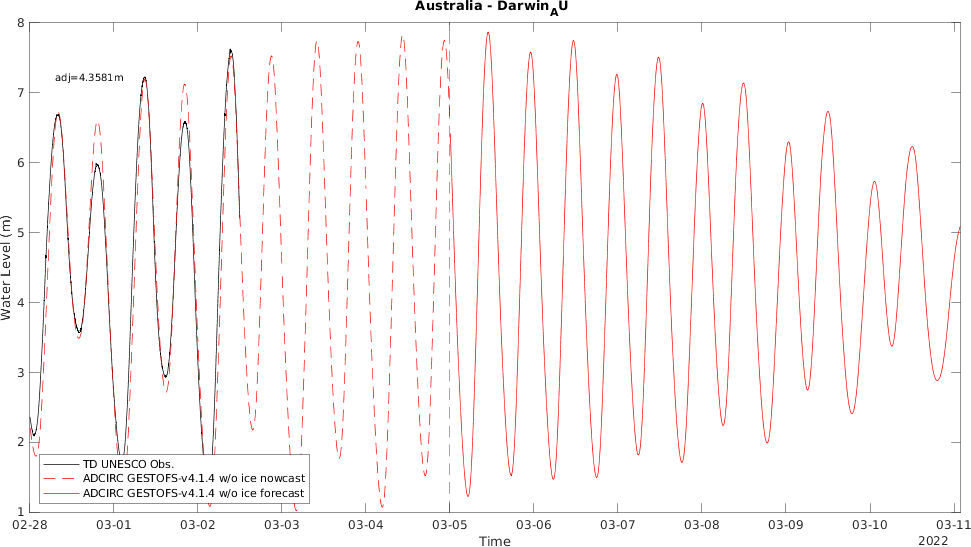 Australia - DarwinAU
8
7
6
5
4
3
2
1
Water Level (m)
adj=4.3581m
TD UNESCO Obs.
ADCIRC GESTOFS-v4.1.4 w/o ice nowcast
ADCIRC GESTOFS-v4.1.4 w/o ice forecast
02-28 03-01 03-02 03-03 03-04 03-05 03-06 03-07 03-08 03-09 03-10 03-11
Time
2022